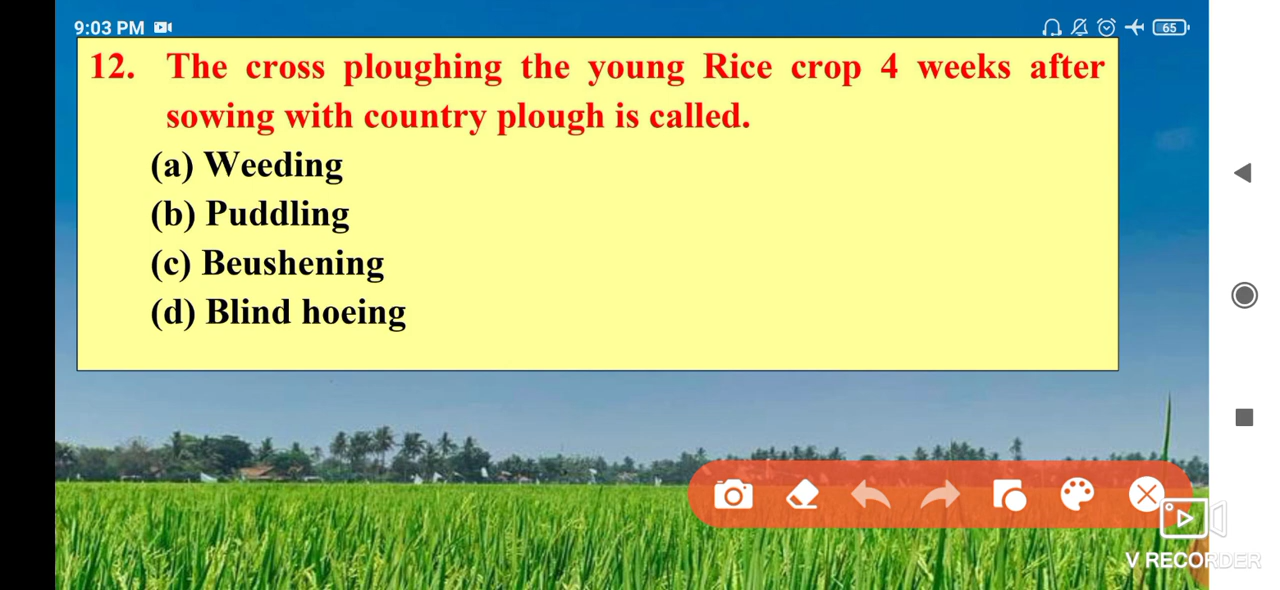 9:03 PM
65
12. The cross ploughing the young Rice crop 4 weeks after
sowing with country plough is called.
(a) Weeding
(b) Puddling
(c) Beushening
(d) Blind hoeing
V RECORDER